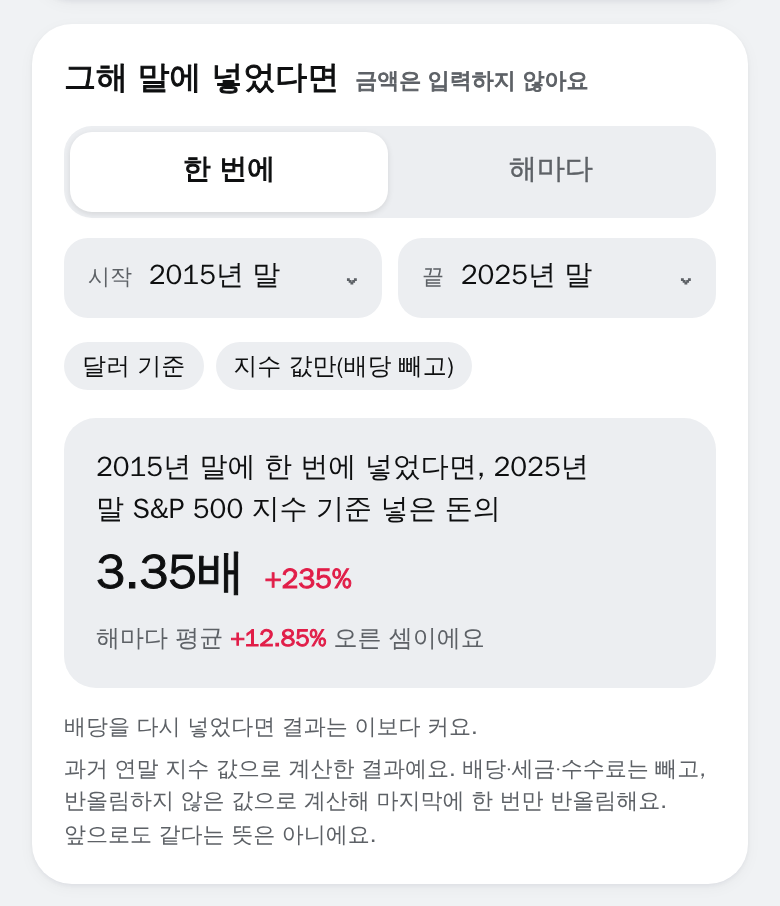 그해 말에 넣었다면 금액은 입력하지 않아요
한 번에 해마다
시작 2015년 말 끝 2025년 말
달러 기준 지수 값만(배당 빼고)
2015년 말에 한 번에 넣었다면, 2025년
말 S&P 500 지수 기준 넣은 돈의
3.35배 +235%
해마다 평균 +12.85% 오른 셈이에요
배당을 다시 넣었다면 결과는 이보다 커요.
과거 연말 지수 값으로 계산한 결과예요. 배당·세금·수수료는 빼고,
반올림하지 않은 값으로 계산해 마지막에 한 번만 반올림해요.
앞으로도 같다는 뜻은 아니에요.